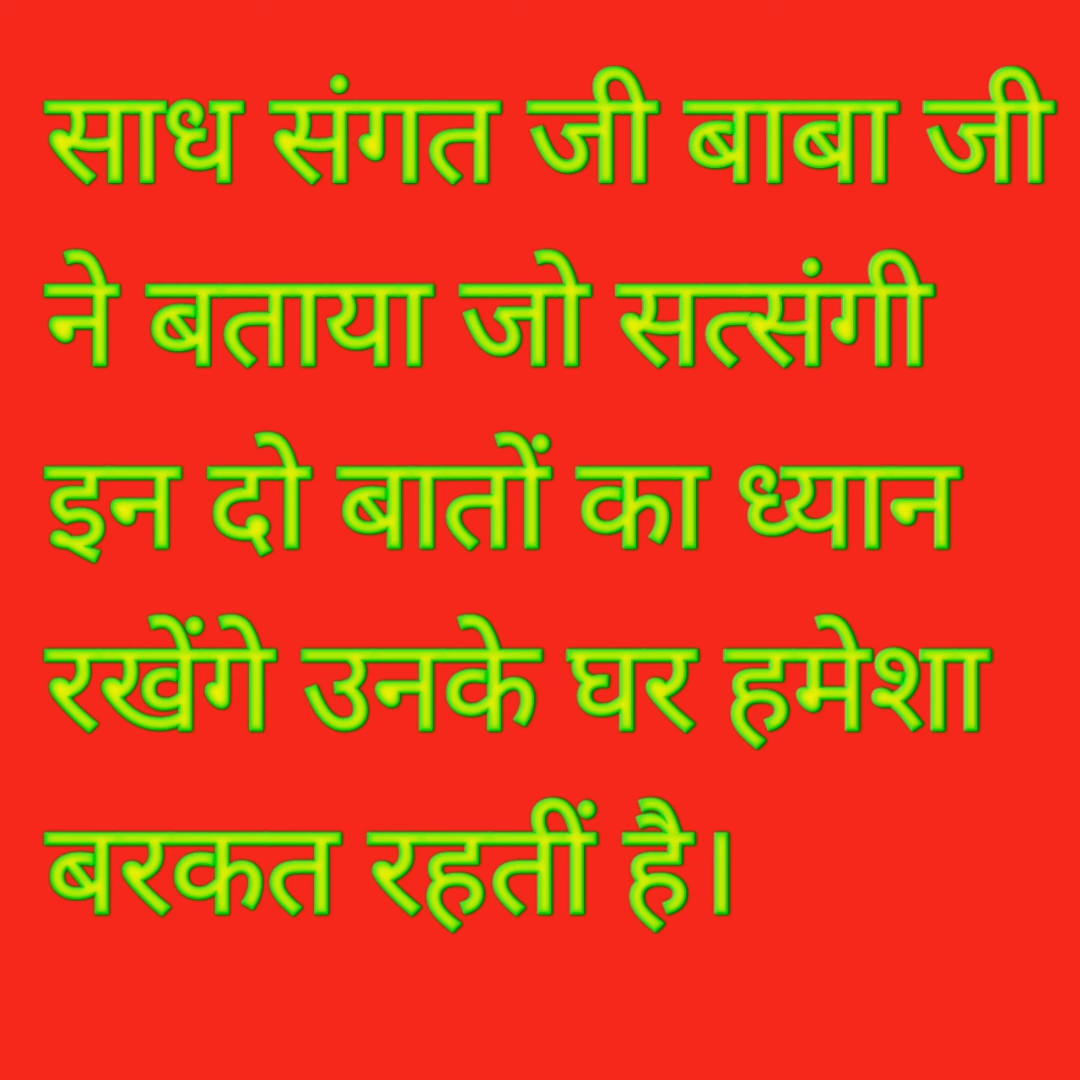 साध संगत जी बाबा जी
ने बताया जो सत्संगी
इन दो बातों का ध्यान
रखेंगे उनके घर हमेशा
बरकत रहतीं है।